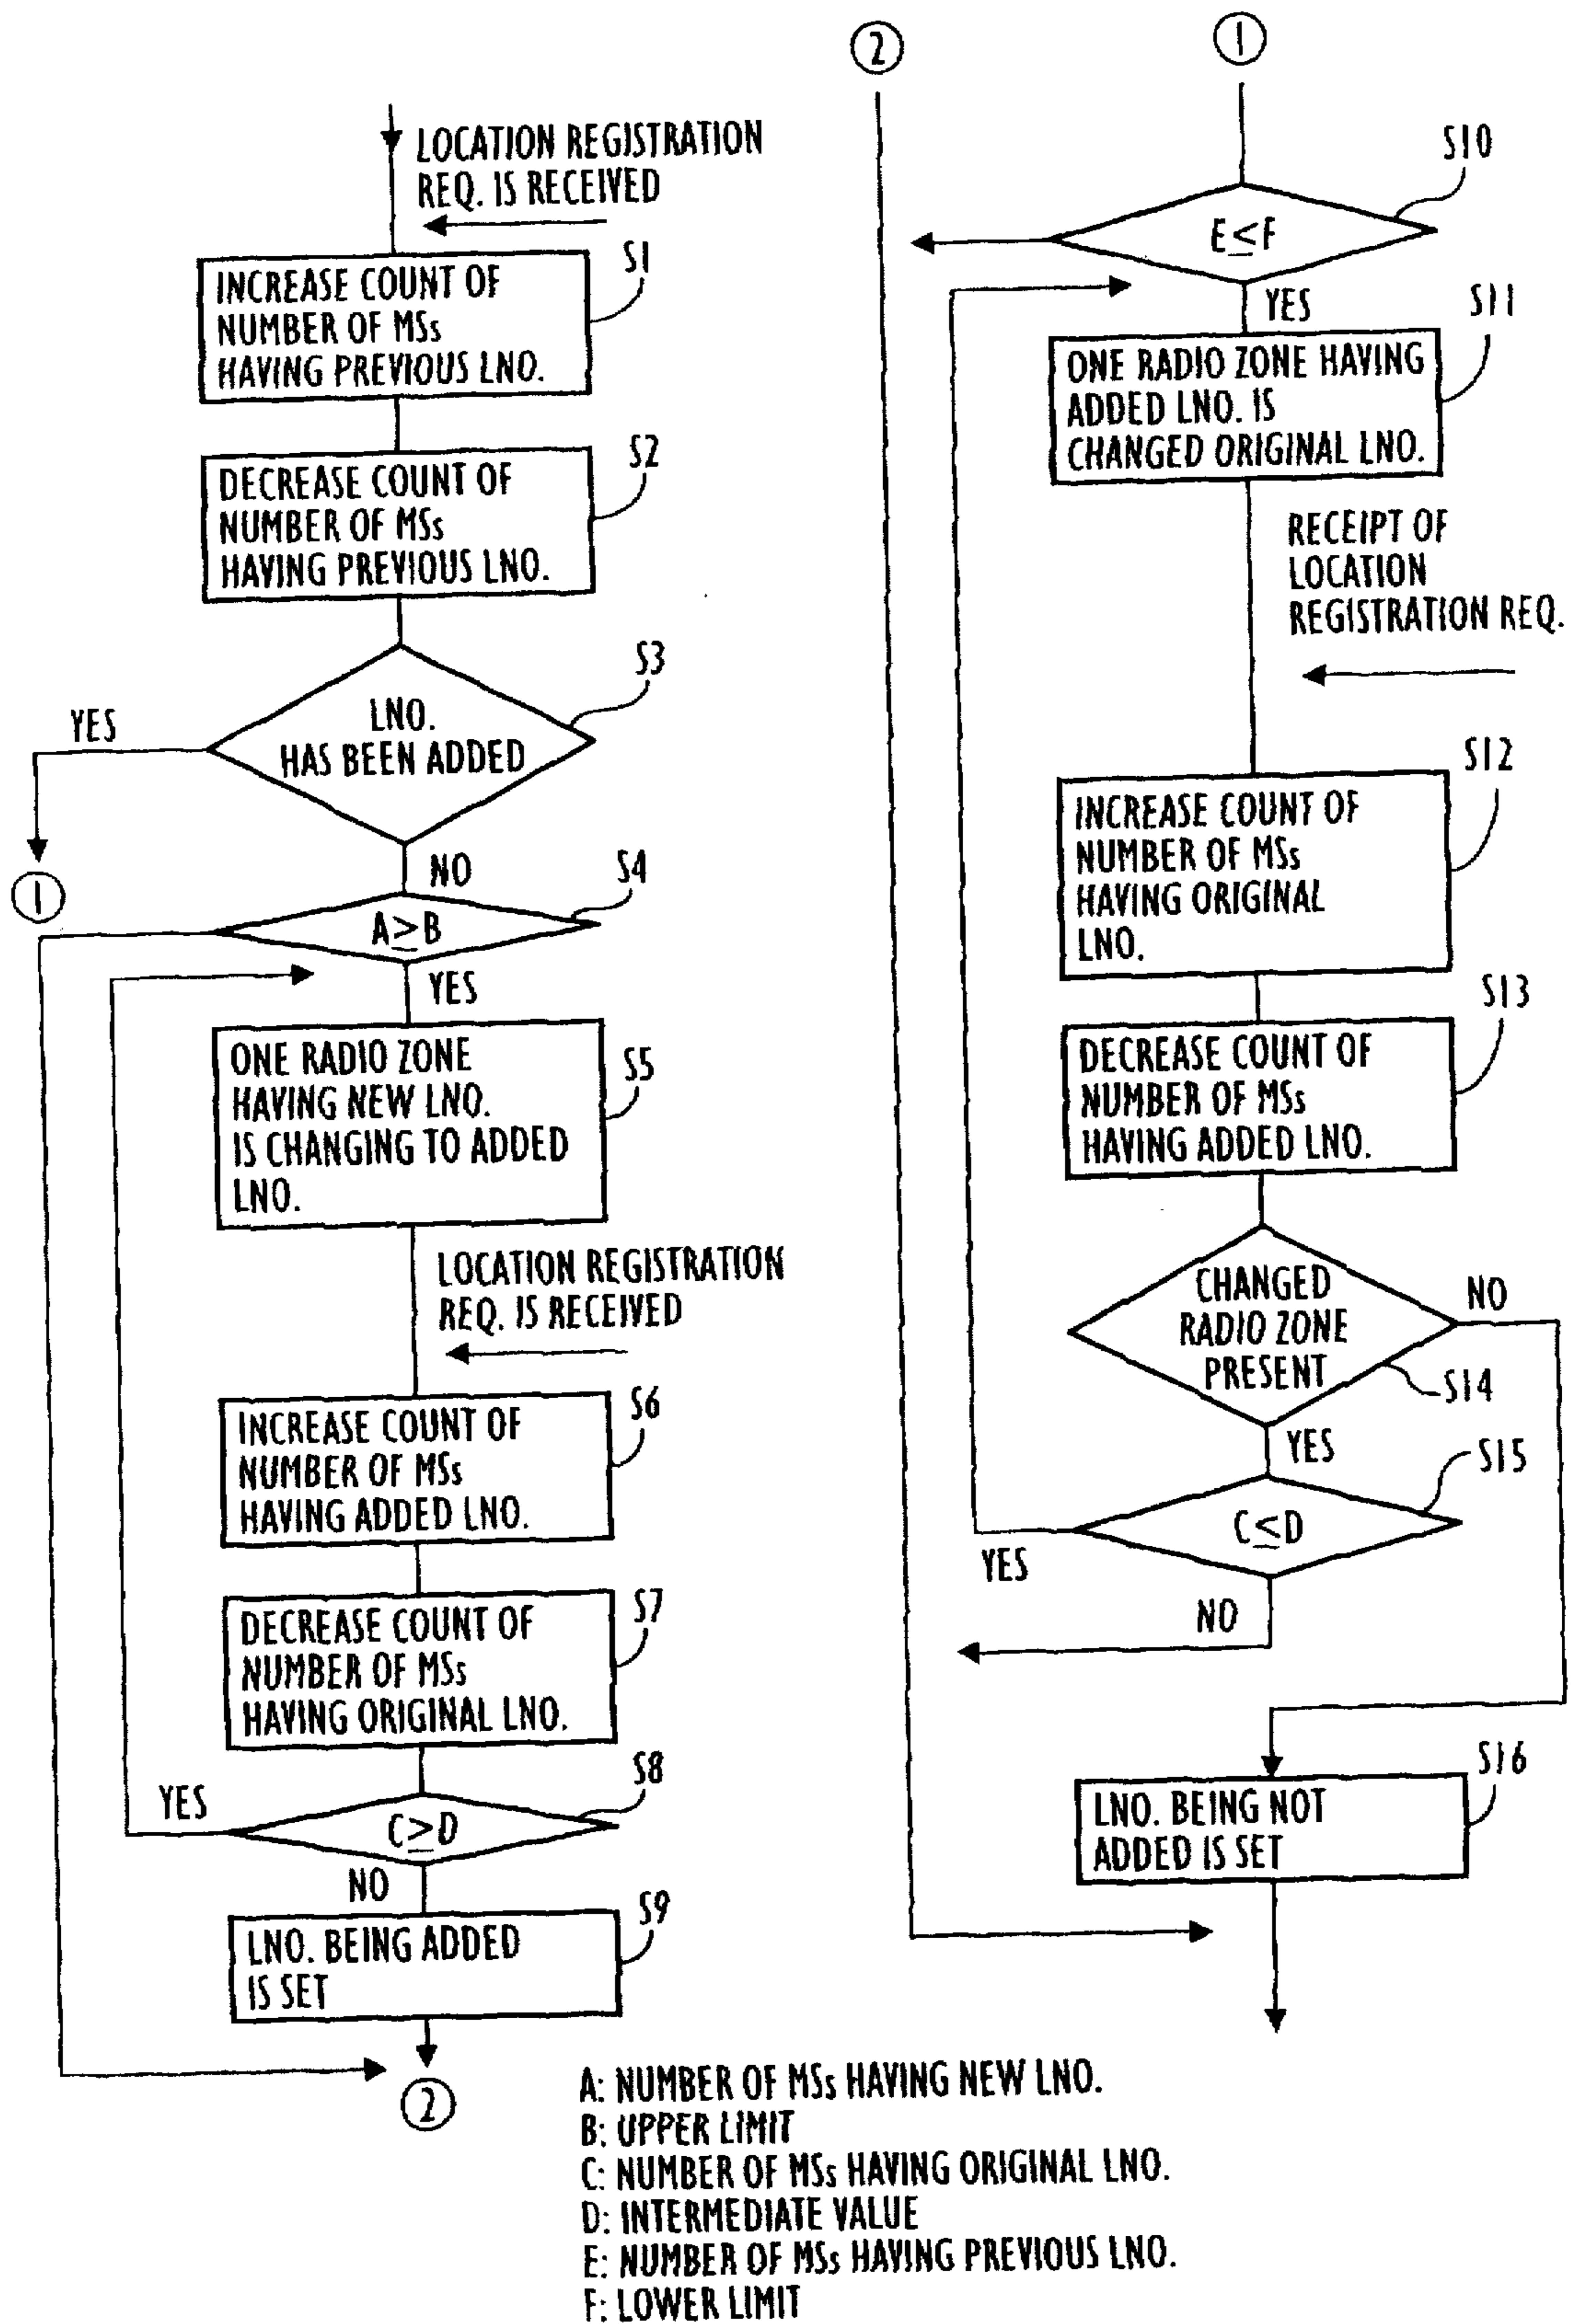 LOCATION REGISTRATION
REQ. IS RECEIVED
S1
INCREASE COUNT OF
NUMBER OF MSs
HAVING PREVIOUS LNO.
S2
DECREASE COUNT OF
NUMBER OF MSs
HAVING PREVIOUS LNO.
S3
LNO.
HAS BEEN ADDED
YES
1
NO
S4
A≥B
YES
ONE RADIO ZONE
HAVING NEW LNO.
IS CHANGING TO ADDED
LNO.
S5
LOCATION REGISTRATION
REQ. IS RECEIVED
S6
INCREASE COUNT OF
NUMBER OF MSs
HAVING ADDED LNO.
S7
DECREASE COUNT OF
NUMBER OF MSs
HAVING ORIGINAL LNO.
S8
YES
C≥D
NO
S9
LNO. BEING ADDED
IS SET
2
2
1
S10
E≤F
YES
S11
ONE RADIO ZONE HAVING
ADDED LNO. IS
CHANGED ORIGINAL LNO.
RECEIPT OF
LOCATION
REGISTRATION REQ.
S12
INCREASE COUNT OF
NUMBER OF MSs
HAVING ORIGINAL
LNO.
S13
DECREASE COUNT OF
NUMBER OF MSs
HAVING ADDED LNO.
CHANGED
RADIO ZONE
PRESENT
NO
S14
YES
S15
C≤D
YES
NO
S16
LNO. BEING NOT
ADDED IS SET
A: NUMBER OF MSs HAVING NEW LNO.
B: UPPER LIMIT
C: NUMBER OF MSs HAVING ORIGINAL LNO.
D: INTERMEDIATE VALUE
E: NUMBER OF MSs HAVING PREVIOUS LNO.
F: LOWER LIMIT